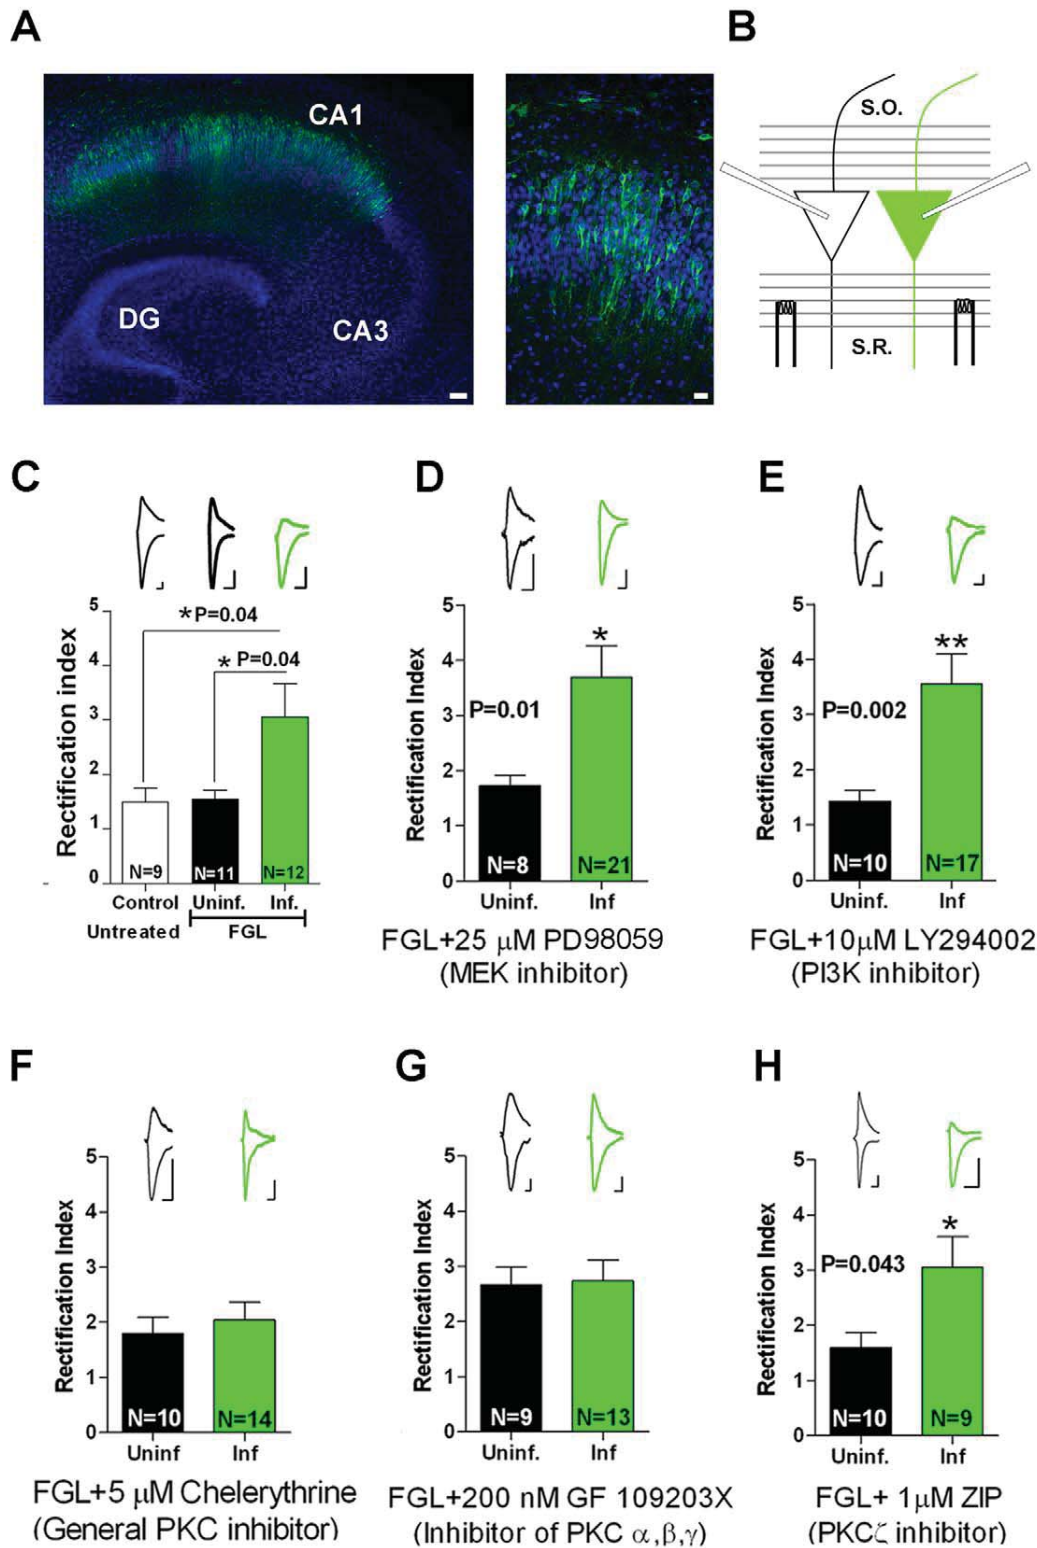 A
B
CA1
DG
CA3
S.O.
S.R.
C
Rectification index
5
4
3
2
1
0
*P=0.04
* P=0.04
N=9
N=11
N=12
Control
Uninf.
Inf.
Untreated
FGL
D
Rectification Index
5
4
3
2
1
0
*
P=0.01
N=8
N=21
Uninf.
Inf
FGL+25 μM PD98059
(MEK inhibitor)
E
Rectification Index
5
4
3
2
1
0
**
P=0.002
N=10
N=17
Uninf.
Inf
FGL+10μM LY294002
(PI3K inhibitor)
F
Rectification Index
5
4
3
2
1
0
N=10
N=14
Uninf
Inf
FGL+5 μM Chelerythrine
(General PKC inhibitor)
G
Rectification Index
5
4
3
2
1
0
N=9
N=13
Uninf.
Inf
FGL+200 nM GF 109203X
(Inhibitor of PKC α,β,γ)
H
Rectification Index
5
4
3
2
1
0
*
P=0.043
N=10
N=9
Uninf.
Inf
FGL+ 1μM ZIP
(PKCζ inhibitor)